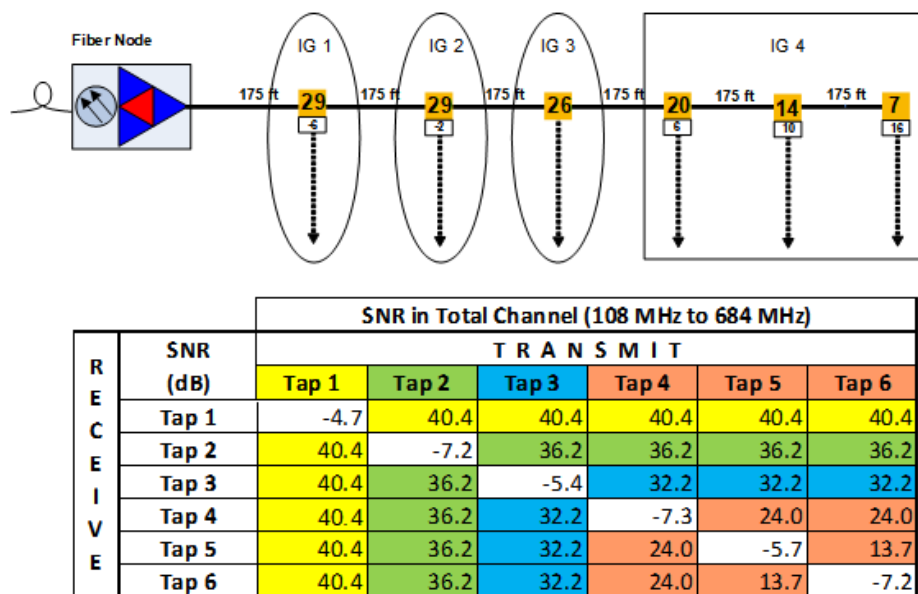 Fiber Node
IG 1
IG 2
IG 3
IG 4
175 ft 29 175 ft 29 175 ft 26 175 ft 20 175 ft 14 175 ft 7
-6 -2 6 10 16
SNR in Total Channel (108 MHz to 684 MHz)
RECEIVE
SNR (dB) TRANSMIT
Tap 1 Tap 2 Tap 3 Tap 4 Tap 5 Tap 6
Tap 1 -4.7 40.4 40.4 40.4 40.4 40.4
Tap 2 40.4 -7.2 36.2 36.2 36.2 36.2
Tap 3 40.4 36.2 -5.4 32.2 32.2 32.2
Tap 4 40.4 36.2 32.2 -7.3 24.0 24.0
Tap 5 40.4 36.2 32.2 24.0 -5.7 13.7
Tap 6 40.4 36.2 32.2 24.0 13.7 -7.2